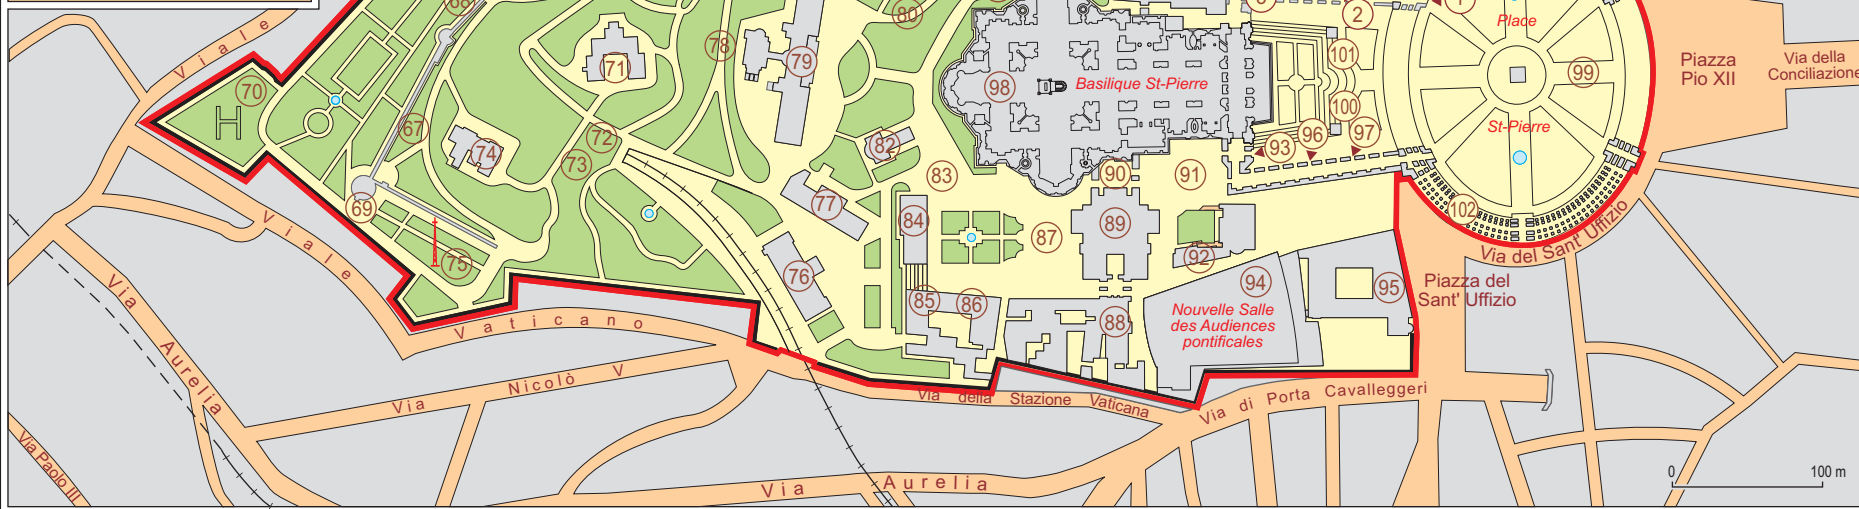 68
80
3
2
1
Place
Viale
71
78
79
101
Piazza
Pio XII
Via della
Conciliazione
70
H
98
Basilique St-Pierre
99
100
67
72
74
82
96
97
93
St-Pierre
73
83
90
91
69
77
84
102
89
87
Viale
75
76
92
Via del Sant' Uffizio
94
95
Piazza del
Sant' Uffizio
85
86
Nouvelle Salle
des Audiences
pontificales
88
Vaticano
Via Aurelia
Via Nicolò V
Via della Stazione Vaticana
Via di Porta Cavalleggeri
Via Paolo III
Via Aurelia
0 100 m